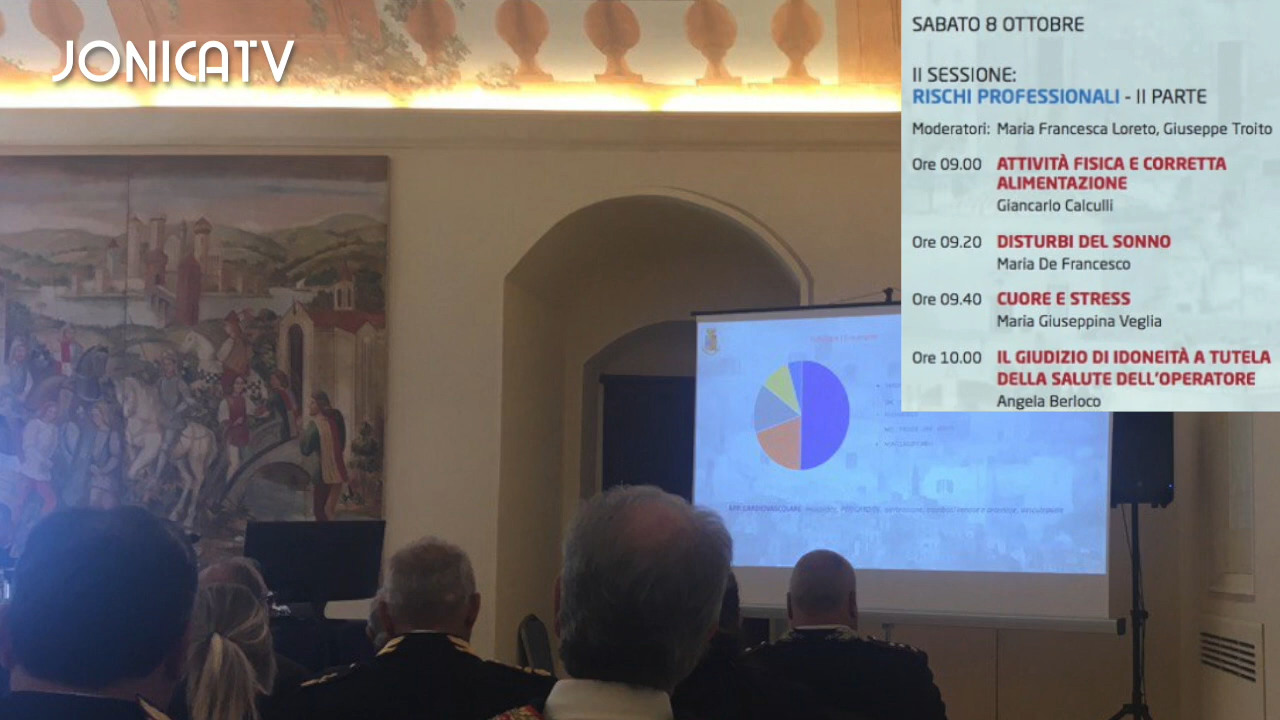 JONICATV
SABATO 8 OTTOBRE
II SESSIONE:
RISCHI PROFESSIONALI - II PARTE
Moderatori: Maria Francesca Loreto, Giuseppe Troito
Ore 09.00 ATTIVITÀ FISICA E CORRETTA
ALIMENTAZIONE
Giancarlo Calculli
Ore 09.20 DISTURBI DEL SONNO
Maria De Francesco
Ore 09.40 CUORE E STRESS
Maria Giuseppina Veglia
Ore 10.00 IL GIUDIZIO DI IDONEITÀ A TUTELA
DELLA SALUTE DELL'OPERATORE
Angela Berloco